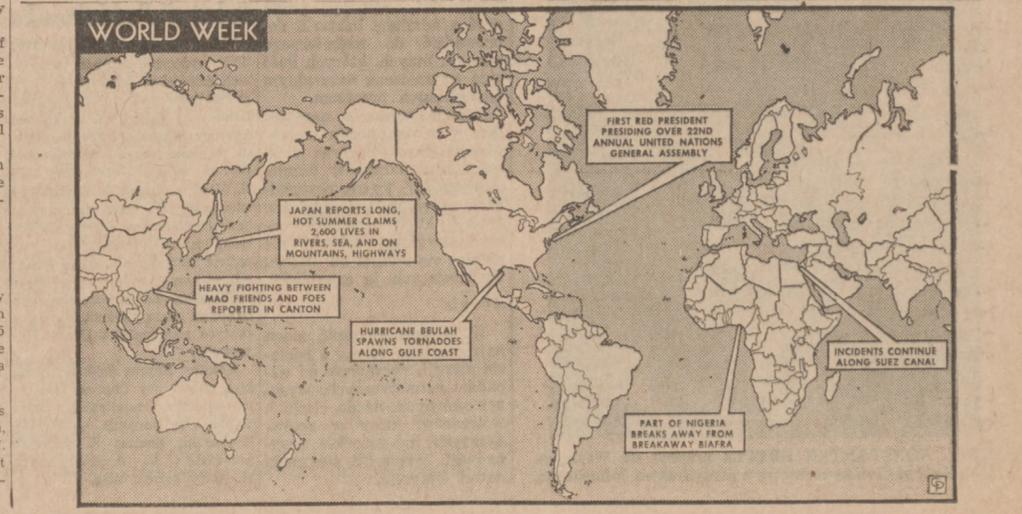 WORLD WEEK
FIRST RED PRESIDENT
PRESIDING OVER 22ND
ANNUAL UNITED NATIONS
GENERAL ASSEMBLY
JAPAN REPORTS LONG,
HOT SUMMER CLAIMS
2,600 LIVES IN
RIVERS, SEA, AND ON
MOUNTAINS, HIGHWAYS
HEAVY FIGHTING BETWEEN
MAO FRIENDS AND FOES
REPORTED IN CANTON
HURRICANE BEULAH
SPAWNS TORNADOES
ALONG GULF COAST
INCIDENTS CONTINUE
ALONG SUEZ CANAL
PART OF NIGERIA
BREAKS AWAY FROM
BREAKAWAY BIAFRA
CP